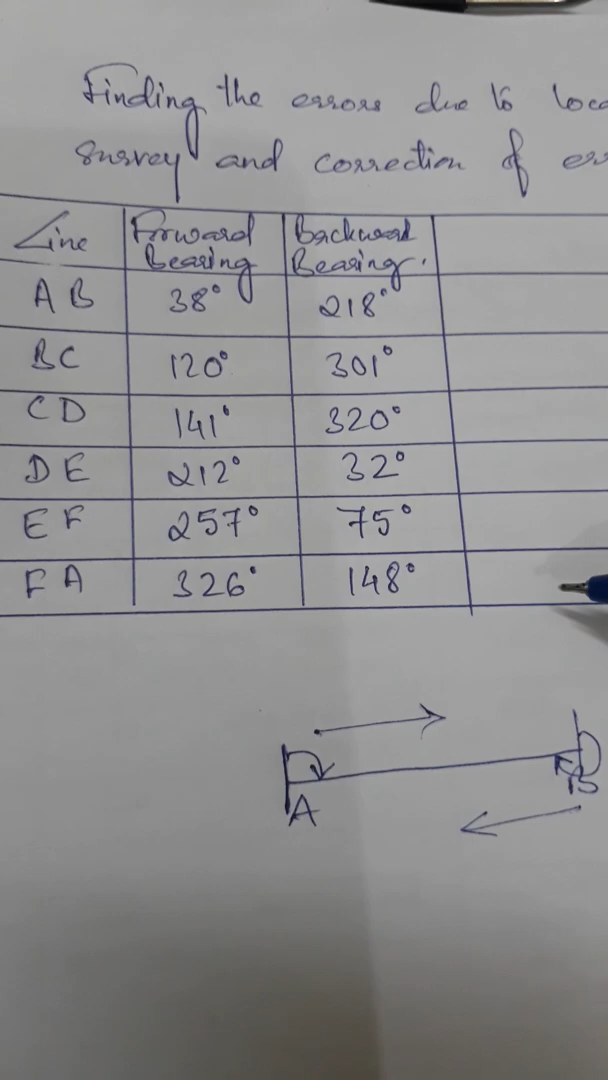 Finding the errors due to
survey and correction of
Line Forward Bearing Backward Bearing.
AB 38° 218°
BC 120° 301°
CD 141° 320°
DE 212° 32°
EF 257° 75°
FA 326° 148°
A B